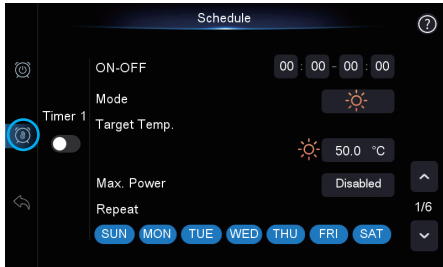 Schedule
?
ON-OFF 00 : 00 - 00 : 00
Mode
Timer 1
Target Temp.
50.0 °C
Max. Power Disabled
Repeat 1/6
SUN MON TUE WED THU FRI SAT